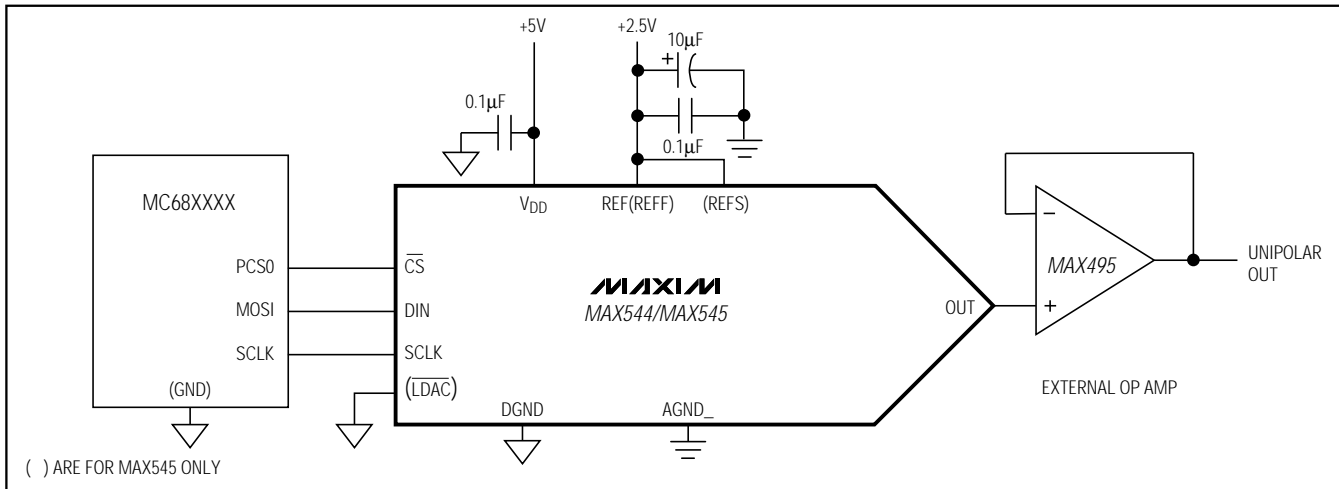 +5V
+2.5V
10µF
+
0.1µF
0.1µF
MC68XXXX
VDD
REF(REFF)
(REFS)
PCS0
CS
MOSI
DIN
SCLK
SCLK
(GND)
(LDAC)
MAXIM
MAX544/MAX545
DGND
AGND_
OUT
−
+
MAX495
UNIPOLAR
OUT
EXTERNAL OP AMP
( ) ARE FOR MAX545 ONLY